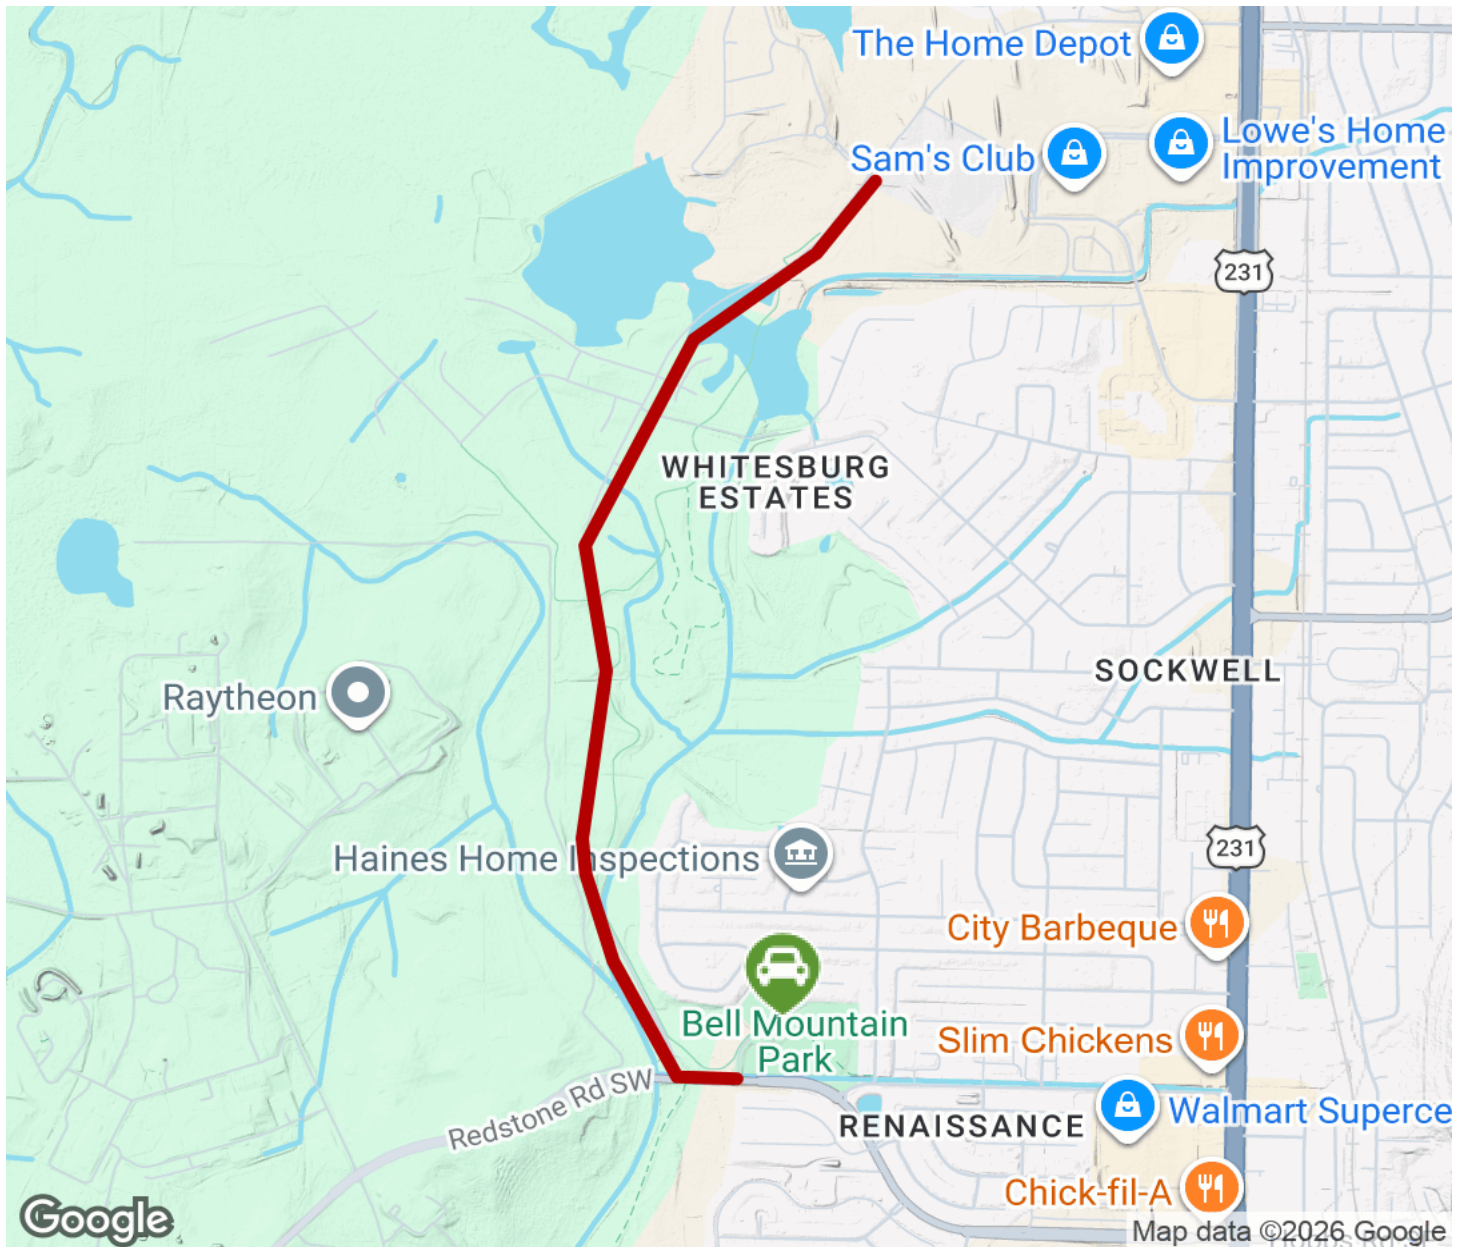 The Home Depot
Sam's Club
Lowe's Home
Improvement
231
WHITESBURG
ESTATES
SOCKWELL
Raytheon
231
Haines Home Inspections
City Barbeque
Bell Mountain
Park
Slim Chickens
Redstone Rd SW
RENAISSANCE
Walmart Superce
Chick-fil-A
Google
Map data ©2026 Google